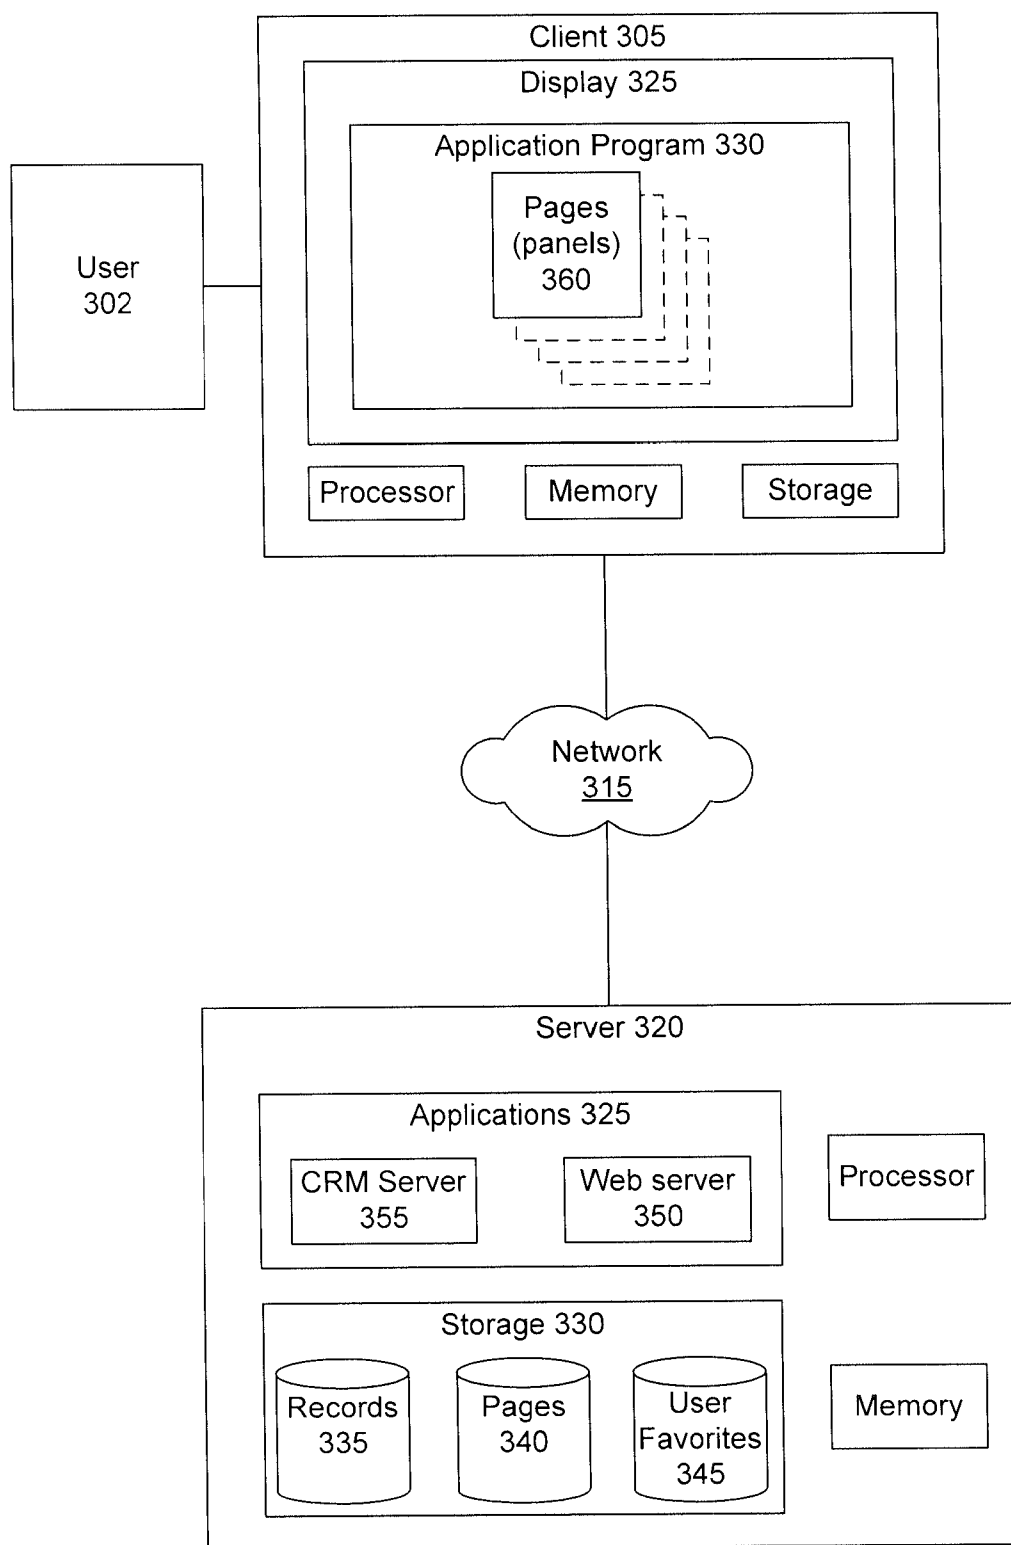 Client 305
Display 325
Application Program 330
Pages
(panels)
360
User
302
Processor
Memory
Storage
Network
315
Server 320
Applications 325
CRM Server
355
Web server
350
Processor
Storage 330
Records
335
Pages
340
User
Favorites
345
Memory